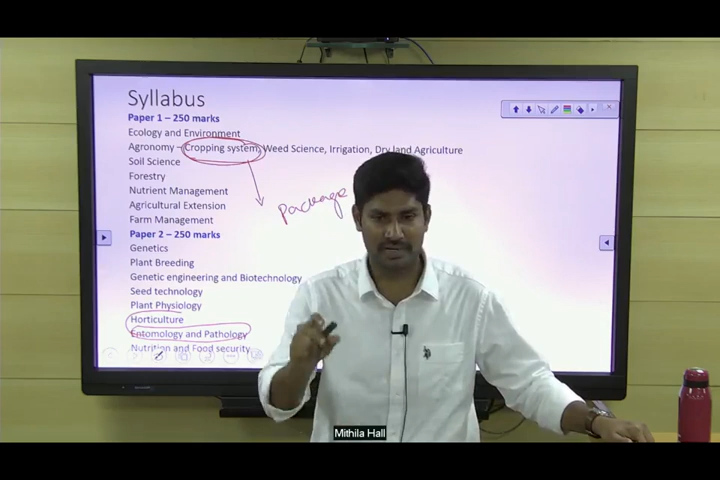 Syllabus
Paper 1 – 250 marks
Ecology and Environment
Agronomy – Cropping system, Weed Science, Irrigation, Dry land Agriculture
Soil Science
Forestry
Nutrient Management
Agricultural Extension
Farm Management
Package
Paper 2 – 250 marks
Genetics
Plant Breeding
Genetic engineering and Biotechnology
Seed technology
Plant Physiology
Horticulture
Entomology and Pathology
Nutrition and Food security
Mithila Hall